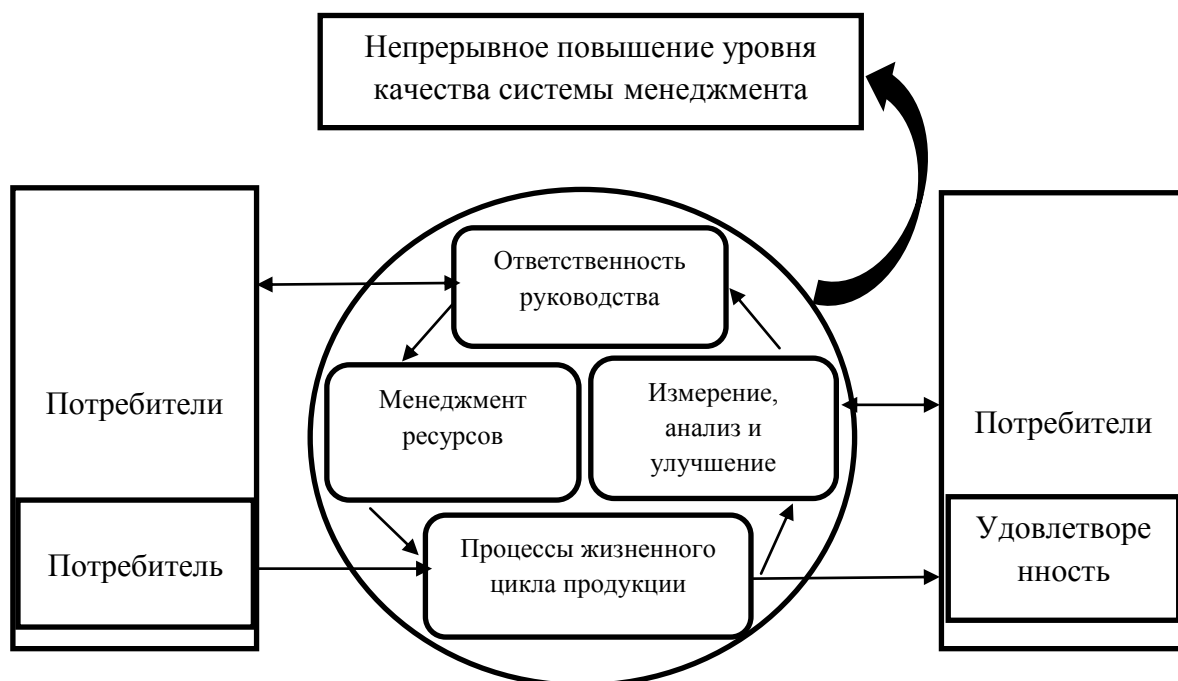 Непрерывное повышение уровня
качества системы менеджмента
Ответственность
руководства
Потребители
Менеджмент
ресурсов
Измерение,
анализ и
улучшение
Потребители
Потребитель
Процессы жизненного
цикла продукции
Удовлетворе
нность